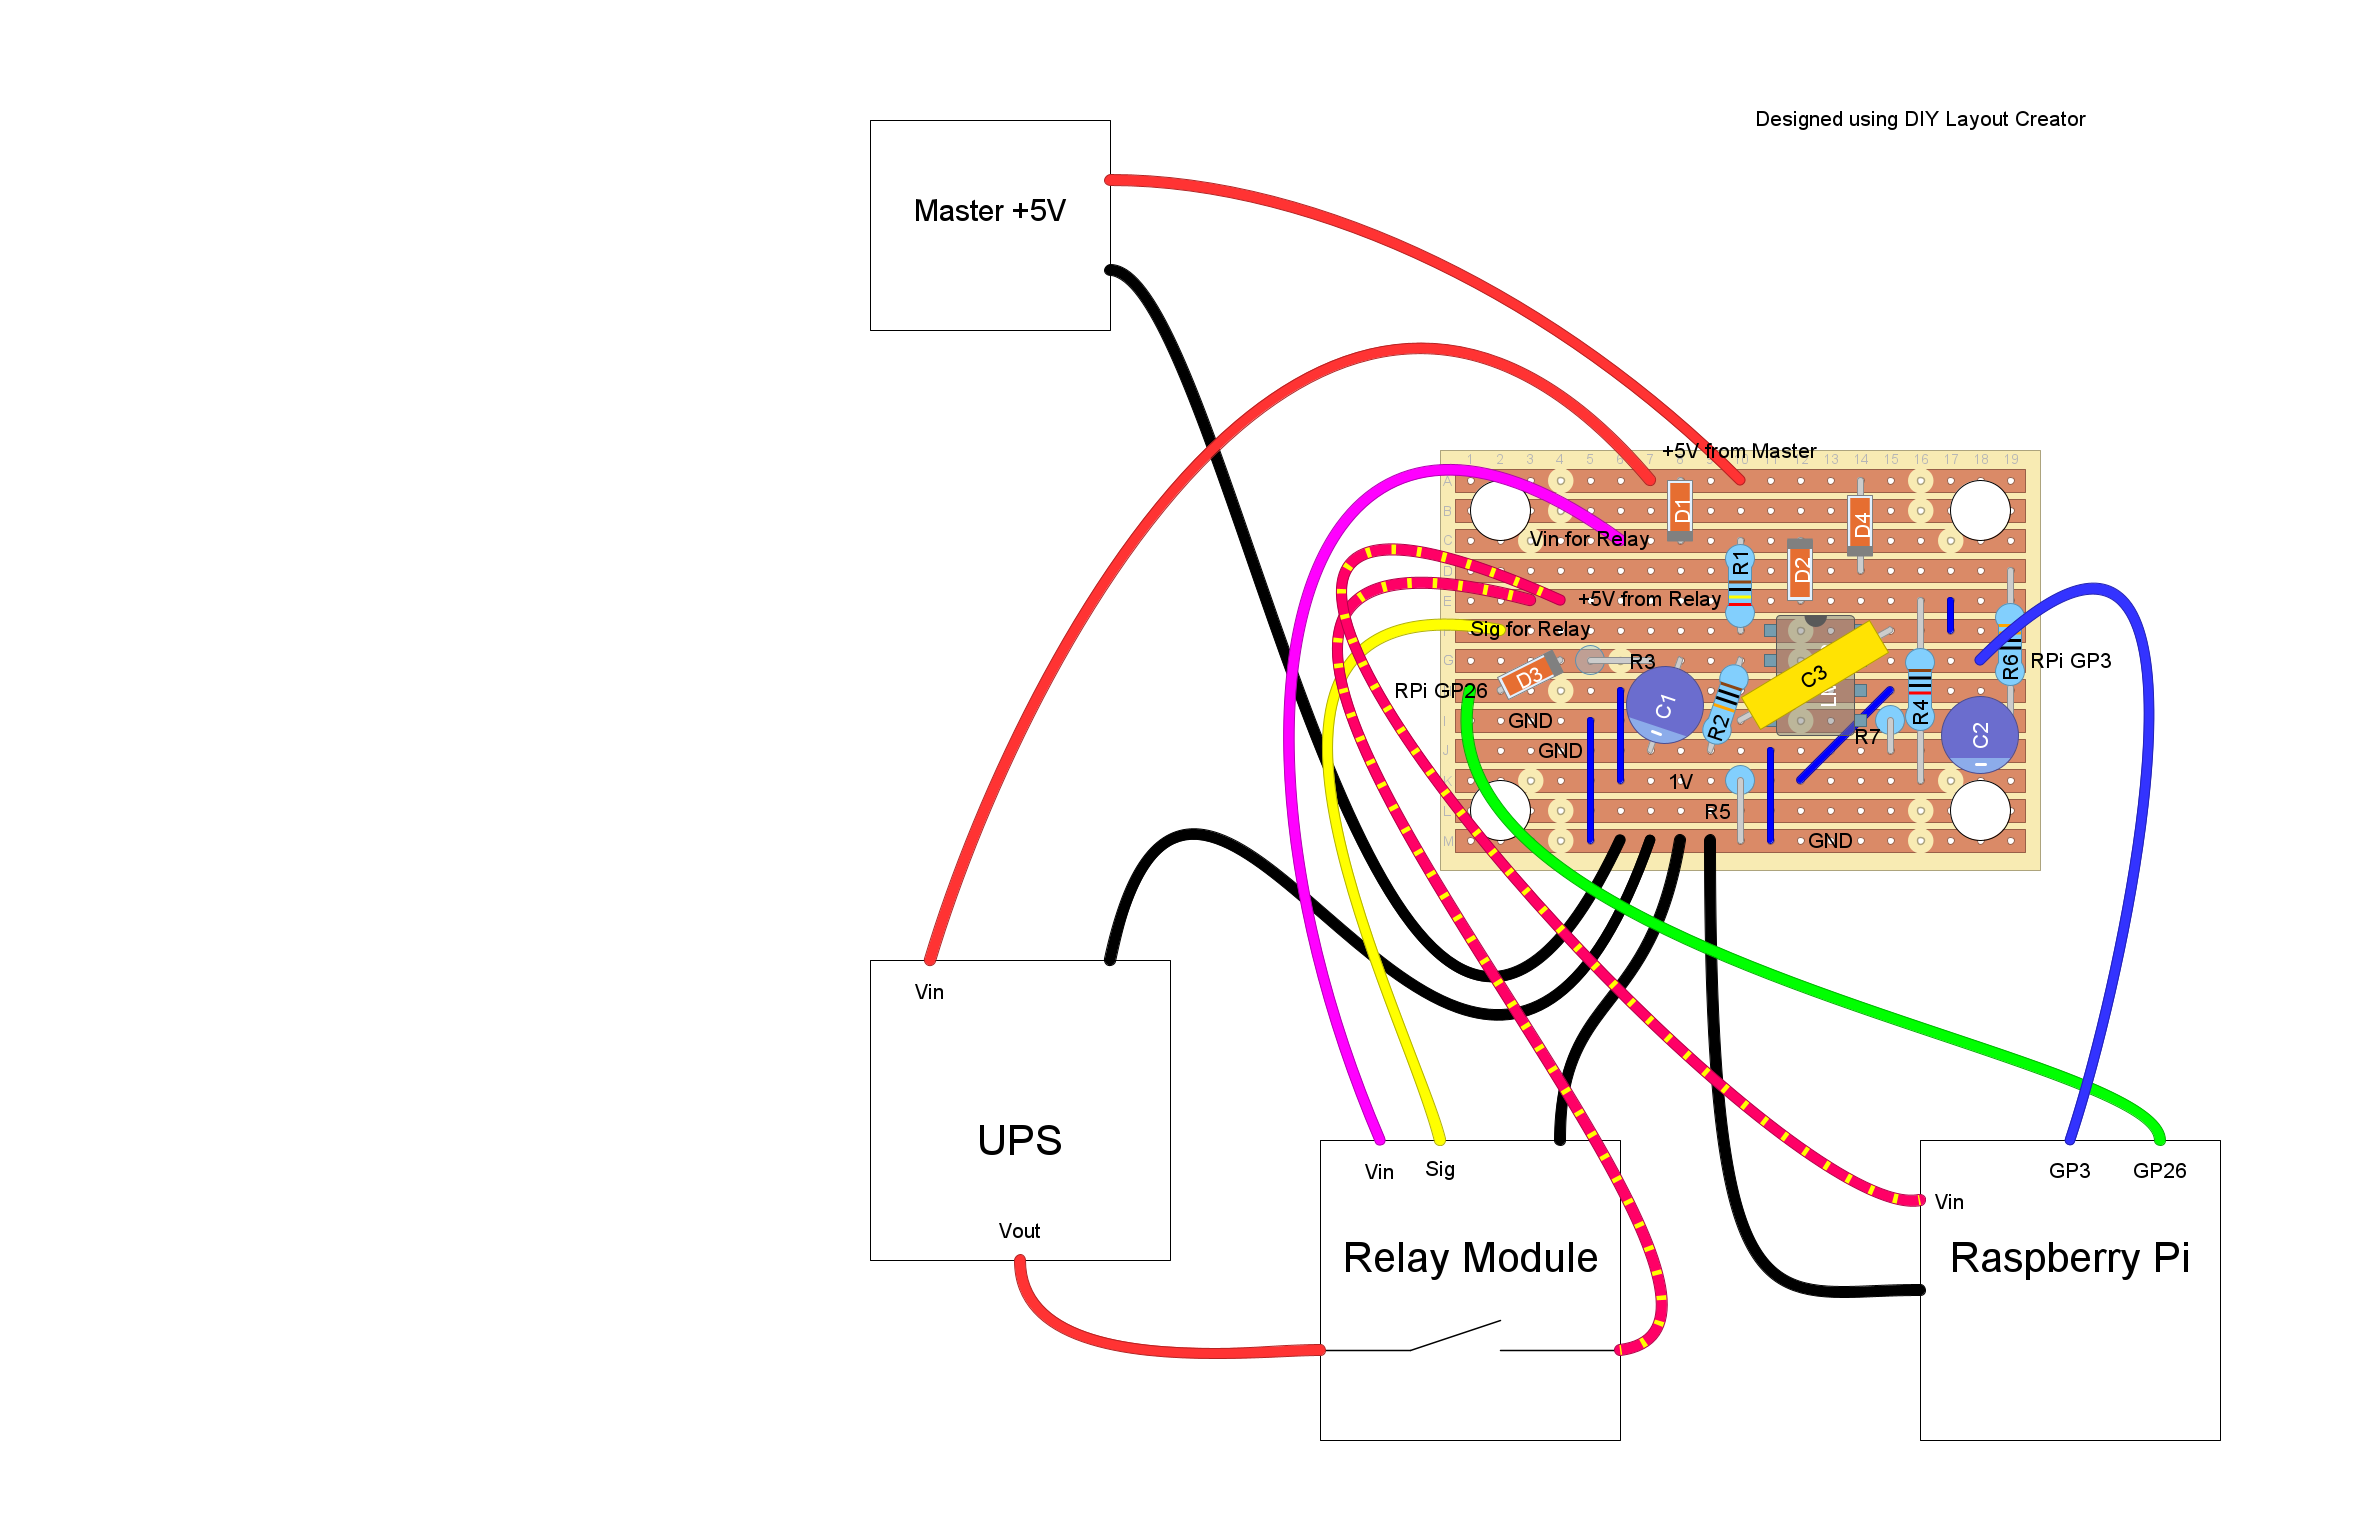 Designed using DIY Layout Creator
Master +5V
+5V from Master
1 2 3 4 5 6 7 8 9 10 11 12 13 14 15 16 17 18 19
A
B
C
D
E
G
I
J
K
L
M
D1
D4
Vin for Relay
R1
D2
+5V from Relay
Sig for Relay
R3
R6
RPi GP3
D3
C3
RPi GP26
C1
R2
R4
GND
R7
C2
GND
1V
R5
GND
Vin
UPS
Vout
Vin
Sig
Relay Module
GP3
GP26
Vin
Raspberry Pi